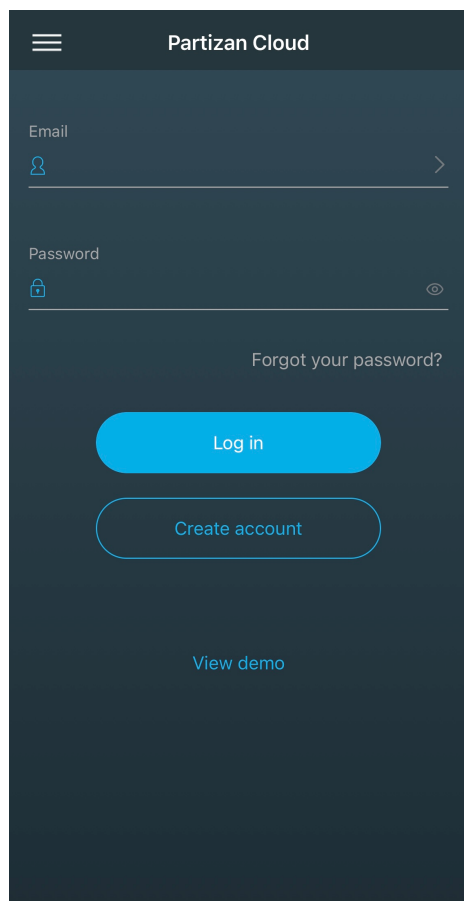 Partizan Cloud
Email
Password
Forgot your password?
Log in
Create account
View demo